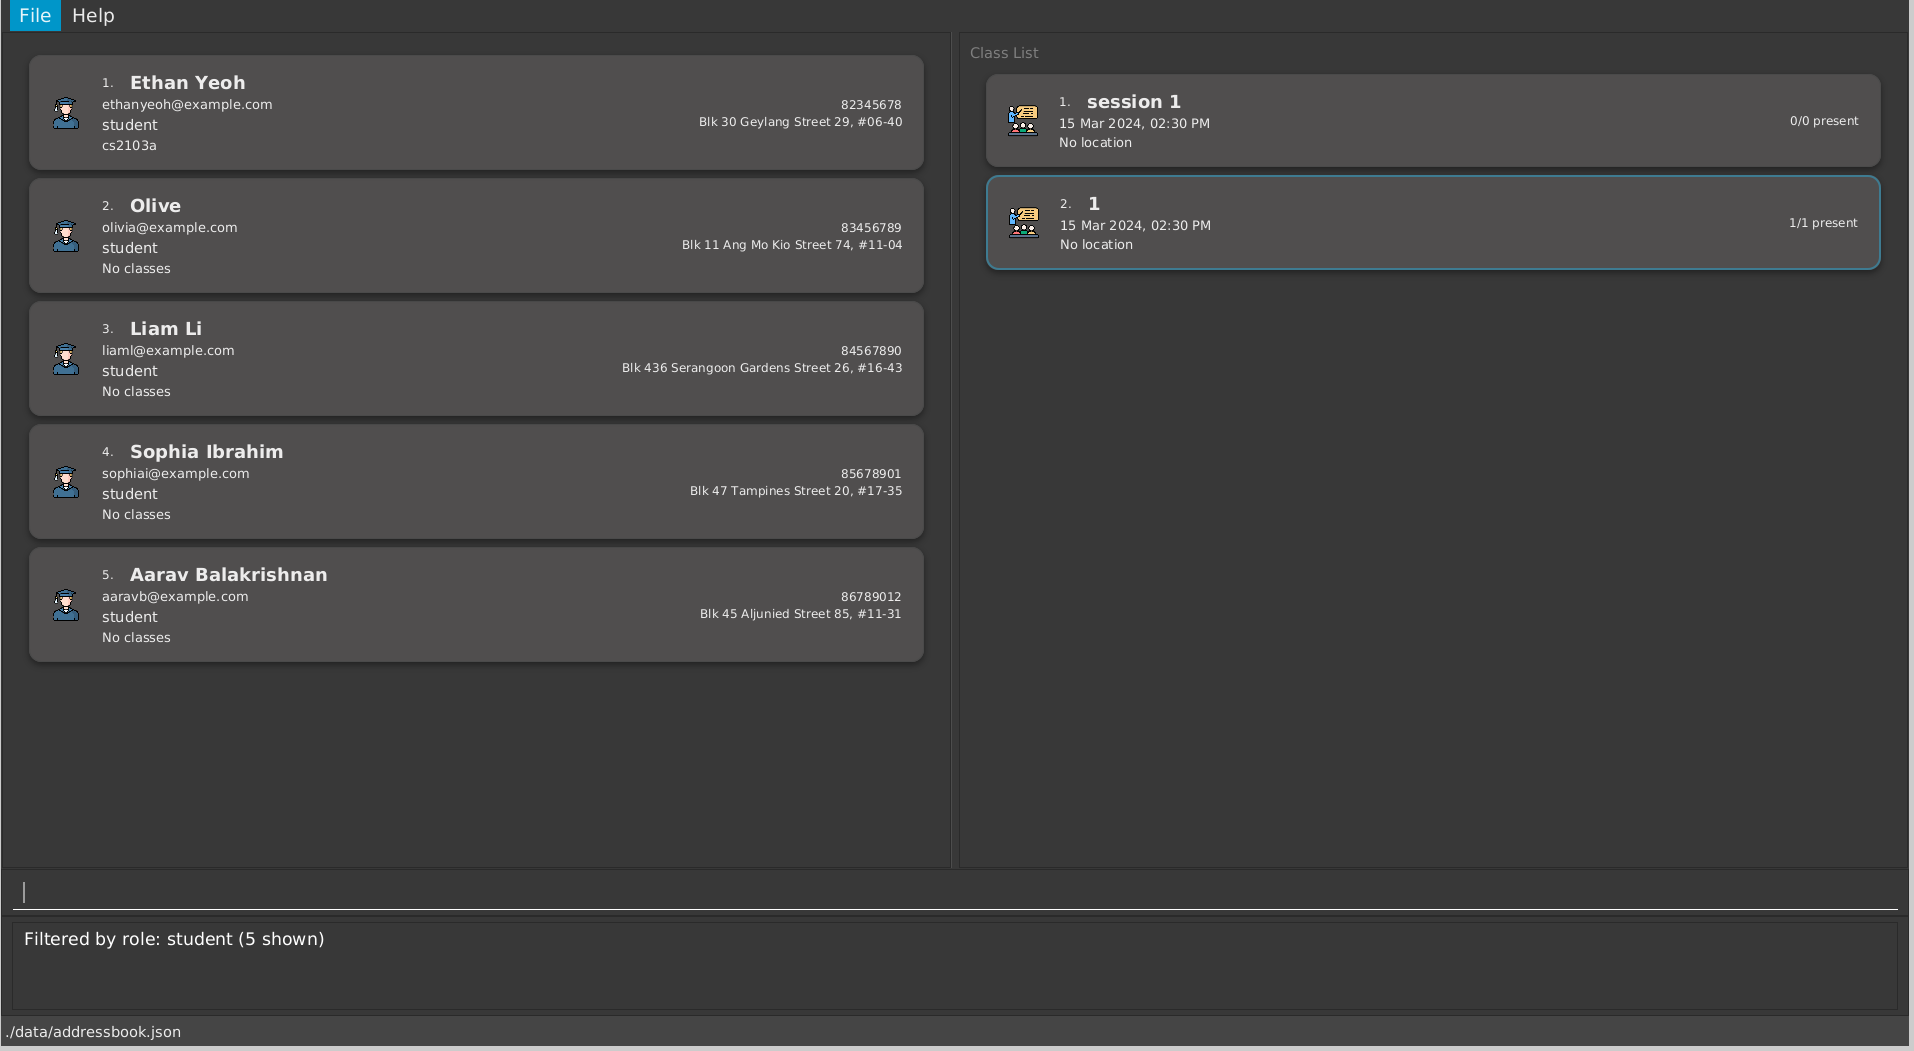 File Help
1. Ethan Yeoh
ethanyeoh@example.com
student
cs2103a
82345678
Blk 30 Geylang Street 29, #06-40
2. Olive
olivia@example.com
student
No classes
83456789
Blk 11 Ang Mo Kio Street 74, #11-04
3. Liam Li
liaml@example.com
student
No classes
84567890
Blk 436 Serangoon Gardens Street 26, #16-43
4. Sophia Ibrahim
sophiai@example.com
student
No classes
85678901
Blk 47 Tampines Street 20, #17-35
5. Aarav Balakrishnan
aaravb@example.com
student
No classes
86789012
Blk 45 Aljunied Street 85, #11-31
Class List
1. session 1
15 Mar 2024, 02:30 PM
No location
0/0 present
2. 1
15 Mar 2024, 02:30 PM
No location
1/1 present
Filtered by role: student (5 shown)
./data/addressbook.json